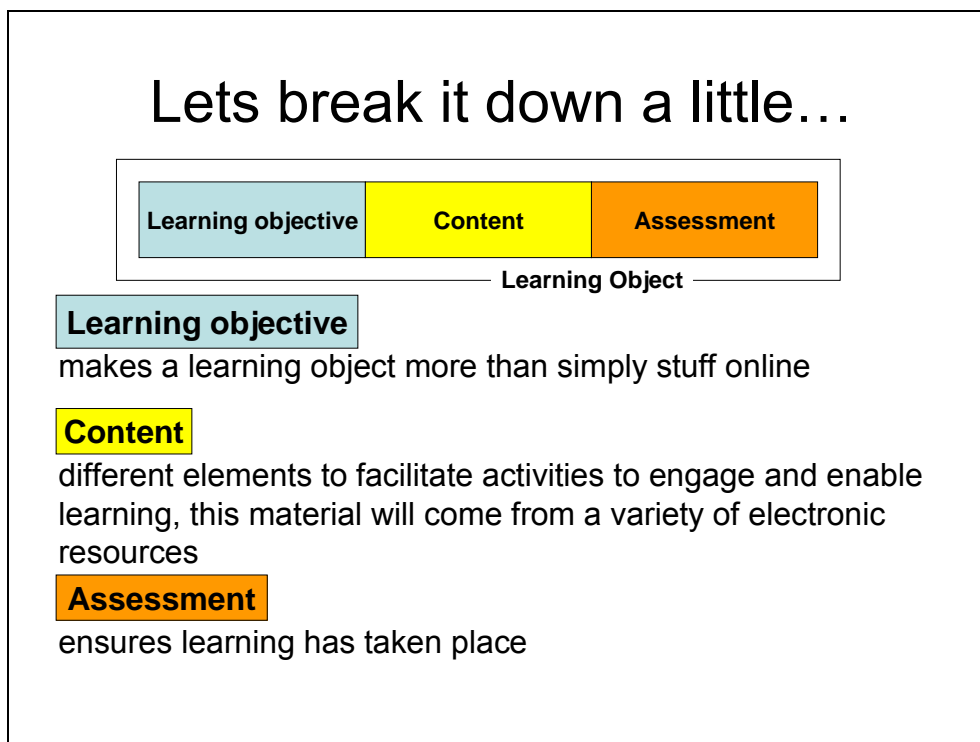 Lets break it down a little…
Learning objective Content Assessment
Learning Object
Learning objective
makes a learning object more than simply stuff online
Content
different elements to facilitate activities to engage and enable
learning, this material will come from a variety of electronic
resources
Assessment
ensures learning has taken place